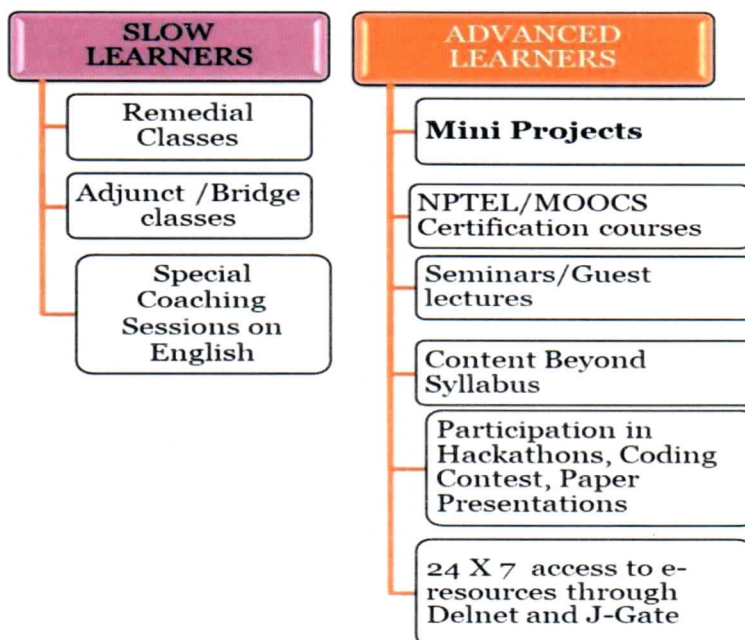 SLOW
LEARNERS
Remedial
Classes
Adjunct /Bridge
classes
Special
Coaching
Sessions on
English
ADVANCED
LEARNERS
Mini Projects
NPTEL/MOOCS
Certification courses
Seminars/Guest
lectures
Content Beyond
Syllabus
Participation in
Hackathons, Coding
Contest, Paper
Presentations
24 X 7 access to e-
resources through
Delnet and J-Gate